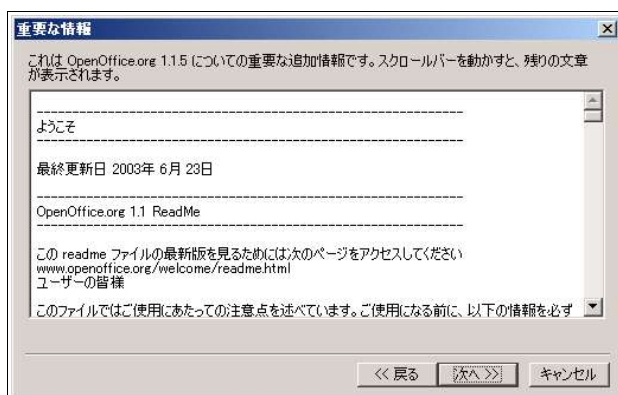 重要な情報
これは OpenOffice.org 1.1.5 についての重要な追加情報です。スクロールバーを動かすと、残りの文章
が表示されます。
------------------------------------------------------------
ようこそ
------------------------------------------------------------
最終更新日 2003年 6月 23日
------------------------------------------------------------
OpenOffice.org 1.1 ReadMe
------------------------------------------------------------
この readme ファイルの最新版を見るためには次のページをアクセスしてください
www.openoffice.org/welcome/readme.html
ユーザーの皆様
このファイルではご使用にあたっての注意点を述べています。ご使用になる前に、以下の情報を必ず
<< 戻る 次へ >> キャンセル